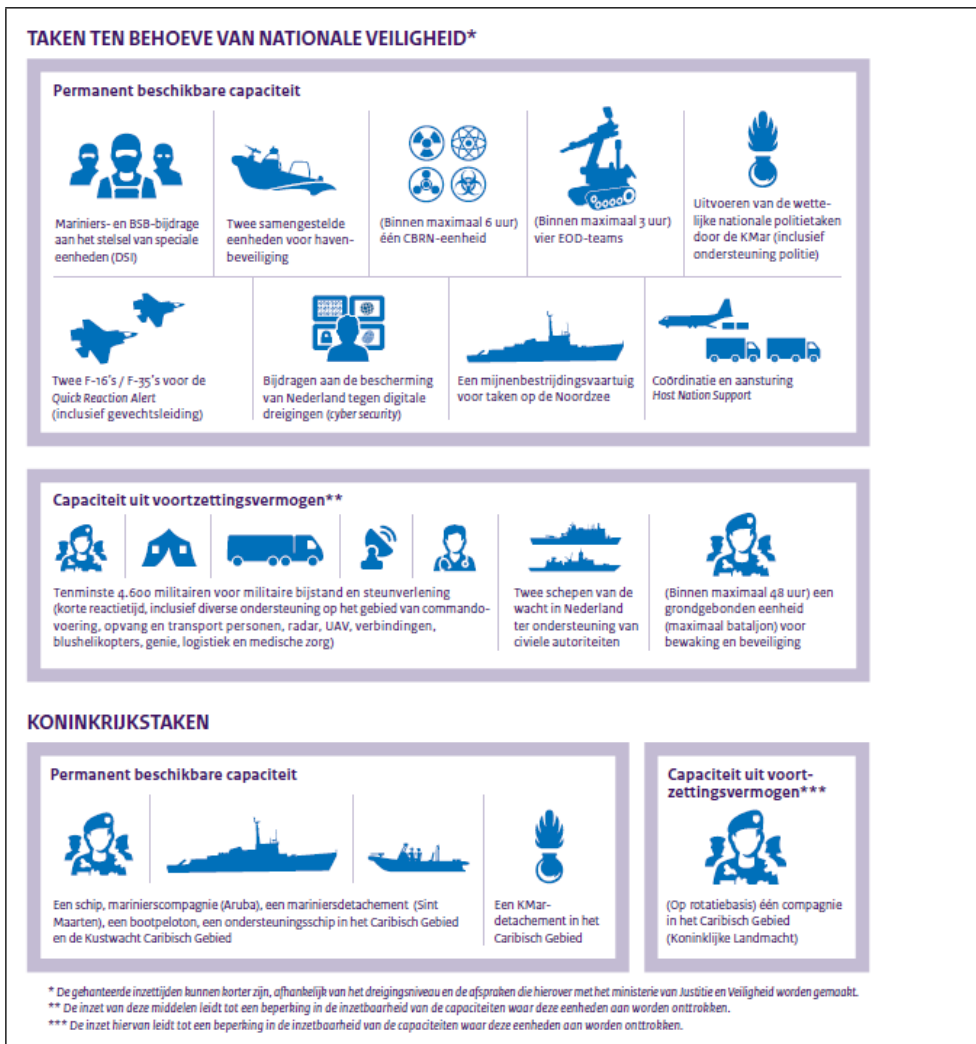 TAKEN TEN BEHOEVE VAN NATIONALE VEILIGHEID*
Permanent beschikbare capaciteit
Mariniers- en BSB-bijdrage
aan het stelsel van speciale
eenheden (DSI)
Twee samengestelde
eenheden voor haven-
beveiliging
(Binnen maximaal 6 uur)
één CBRN-eenheid
(Binnen maximaal 3 uur)
vier EOD-teams
Uitvoeren van de wette-
lijke nationale politietaken
door de KMar (inclusief
ondersteuning politie)
Twee F-16's / F-35's voor de
Quick Reaction Alert
(inclusief gevechtsleiding)
Bijdragen aan de bescherming
van Nederland tegen digitale
dreigingen (cyber security)
Een mijnenbestrijdingsvaartuig
voor taken op de Noordzee
Coördinatie en aansturing
Host Nation Support
Capaciteit uit voortzettingsvermogen**
Tenminste 4.600 militairen voor militaire bijstand en steunverlening
(korte reactietijd, inclusief diverse ondersteuning op het gebied van commando-
voering, opvang en transport personen, radar, UAV, verbindingen,
blushelikopters, genie, logistiek en medische zorg)
Twee schepen van de
wacht in Nederland
ter ondersteuning van
civiele autoriteiten
(Binnen maximaal 48 uur) een
grondgebonden eenheid
(maximaal bataljon) voor
bewaking en beveiliging
KONINKRIJKSTAKEN
Permanent beschikbare capaciteit
Een schip, marinierscompagnie (Aruba), een mariniersdetachement (Sint
Maarten), een bootpeloton, een ondersteuningsschip in het Caribisch Gebied
en de Kustwacht Caribisch Gebied
Een KMar-
detachement in het
Caribisch Gebied
Capaciteit uit voort-
zettingsvermogen***
(Op rotatiebasis) één compagnie
in het Caribisch Gebied
(Koninklijke Landmacht)
* De gehanteerde inzettijden kunnen korter zijn, afhankelijk van het dreigingsniveau en de afspraken die hierover met het ministerie van Justitie en Veiligheid worden gemaakt.
** De inzet van deze middelen leidt tot een beperking in de inzetbaarheid van de capaciteiten waar deze eenheden aan worden onttrokken.
*** De inzet hiervan leidt tot een beperking in de inzetbaarheid van de capaciteiten waar deze eenheden aan worden onttrokken.